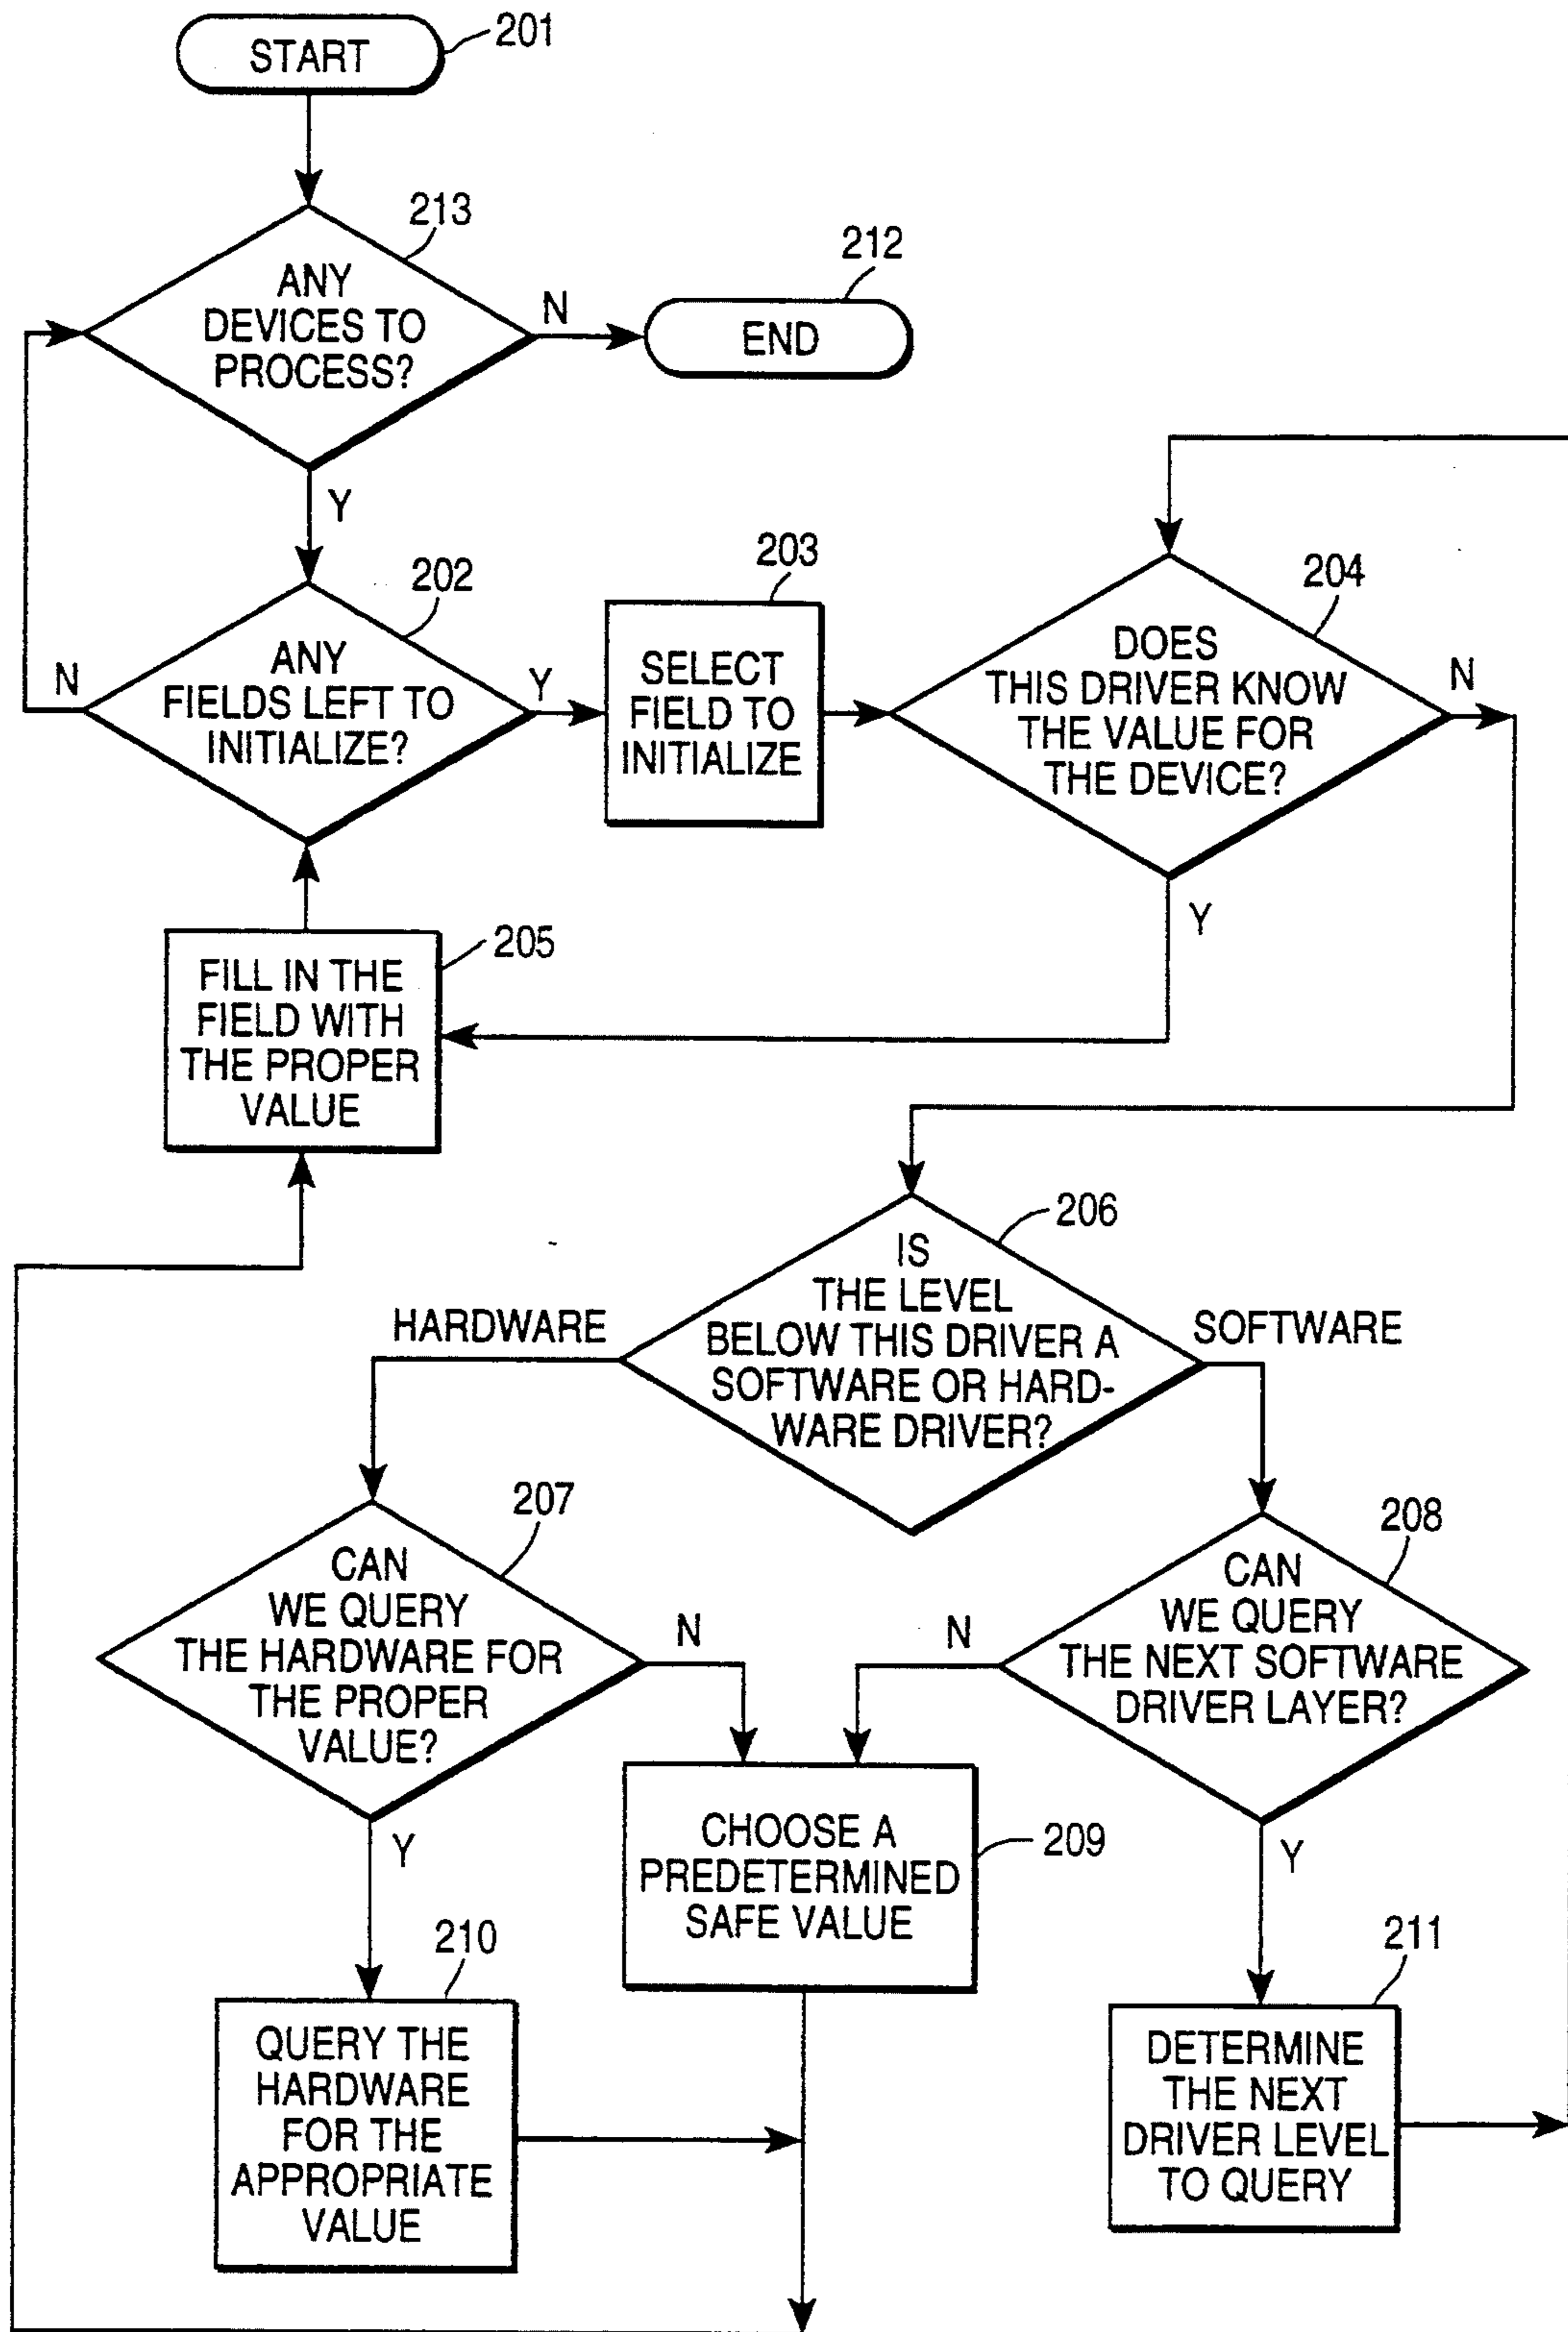 START
201
213
ANY
DEVICES TO
PROCESS?
N
212
END
Y
202
ANY
FIELDS LEFT TO
INITIALIZE?
N
Y
203
SELECT
FIELD TO
INITIALIZE
204
DOES
THIS DRIVER KNOW
THE VALUE FOR
THE DEVICE?
N
Y
205
FILL IN THE
FIELD WITH
THE PROPER
VALUE
206
IS
THE LEVEL
BELOW THIS DRIVER A
SOFTWARE OR HARD-
WARE DRIVER?
HARDWARE
SOFTWARE
207
CAN
WE QUERY
THE HARDWARE FOR
THE PROPER
VALUE?
N
Y
208
CAN
WE QUERY
THE NEXT SOFTWARE
DRIVER LAYER?
N
Y
CHOOSE A
PREDETERMINED
SAFE VALUE
209
210
QUERY THE
HARDWARE
FOR THE
APPROPRIATE
VALUE
211
DETERMINE
THE NEXT
DRIVER LEVEL
TO QUERY